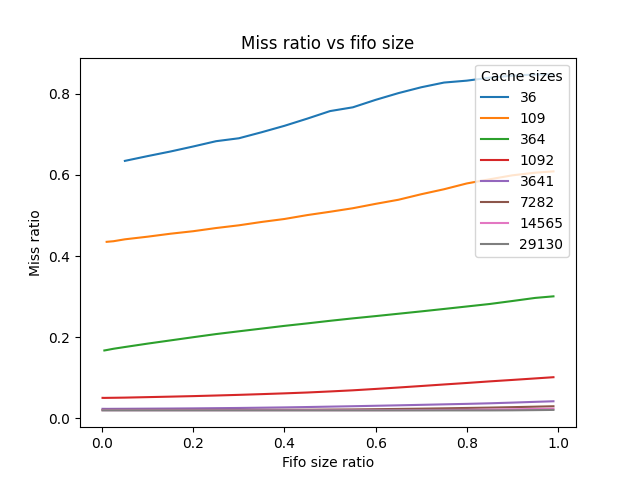 Miss ratio vs fifo size
Cache sizes
36
109
364
1092
3641
7282
14565
29130
Miss ratio
0.8
0.6
0.4
0.2
0.0
0.0 0.2 0.4 0.6 0.8 1.0
Fifo size ratio